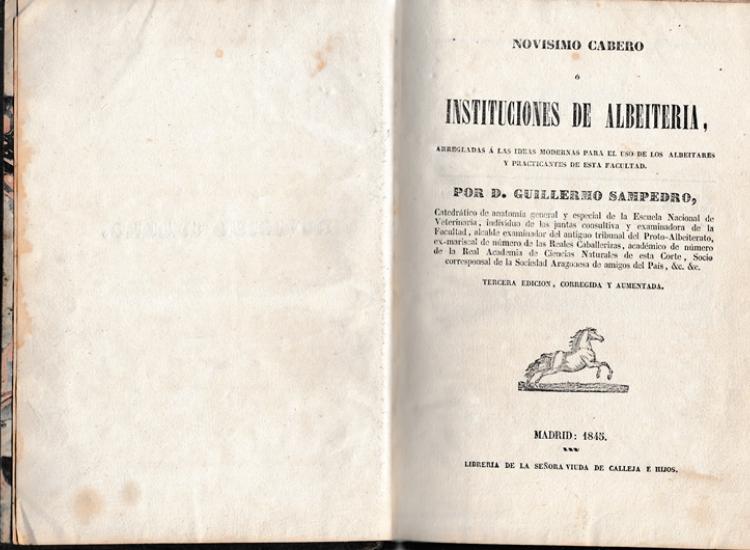 NOVISIMO CABERO
ó
INSTITUCIONES DE ALBEITERIA,
ARREGLADAS Á LAS IDEAS MODERNAS PARA EL USO DE LOS ALBEITARES
Y PRACTICANTES DE ESTA FACULTAD.
POR D. GUILLERMO SAMPEDRO,
Catedrático de anatomía general y especial de la Escuela Nacional de
Veterinaria, individuo de las juntas consultiva y examinadora de la
Facultad, alcalde examinador del antiguo tribunal del Proto-Albeiterato,
ex-mariscal de número de las Reales Caballerizas, académico de número
de la Real Academia de Ciencias Naturales de esta Corte, Socio
corresponsal de la Sociedad Aragonesa de amigos del País, &c. &c.
TERCERA EDICION, CORREGIDA Y AUMENTADA.
MADRID: 1845.
LIBRERIA DE LA SEÑORA VIUDA DE CALLEJA E HIJOS.